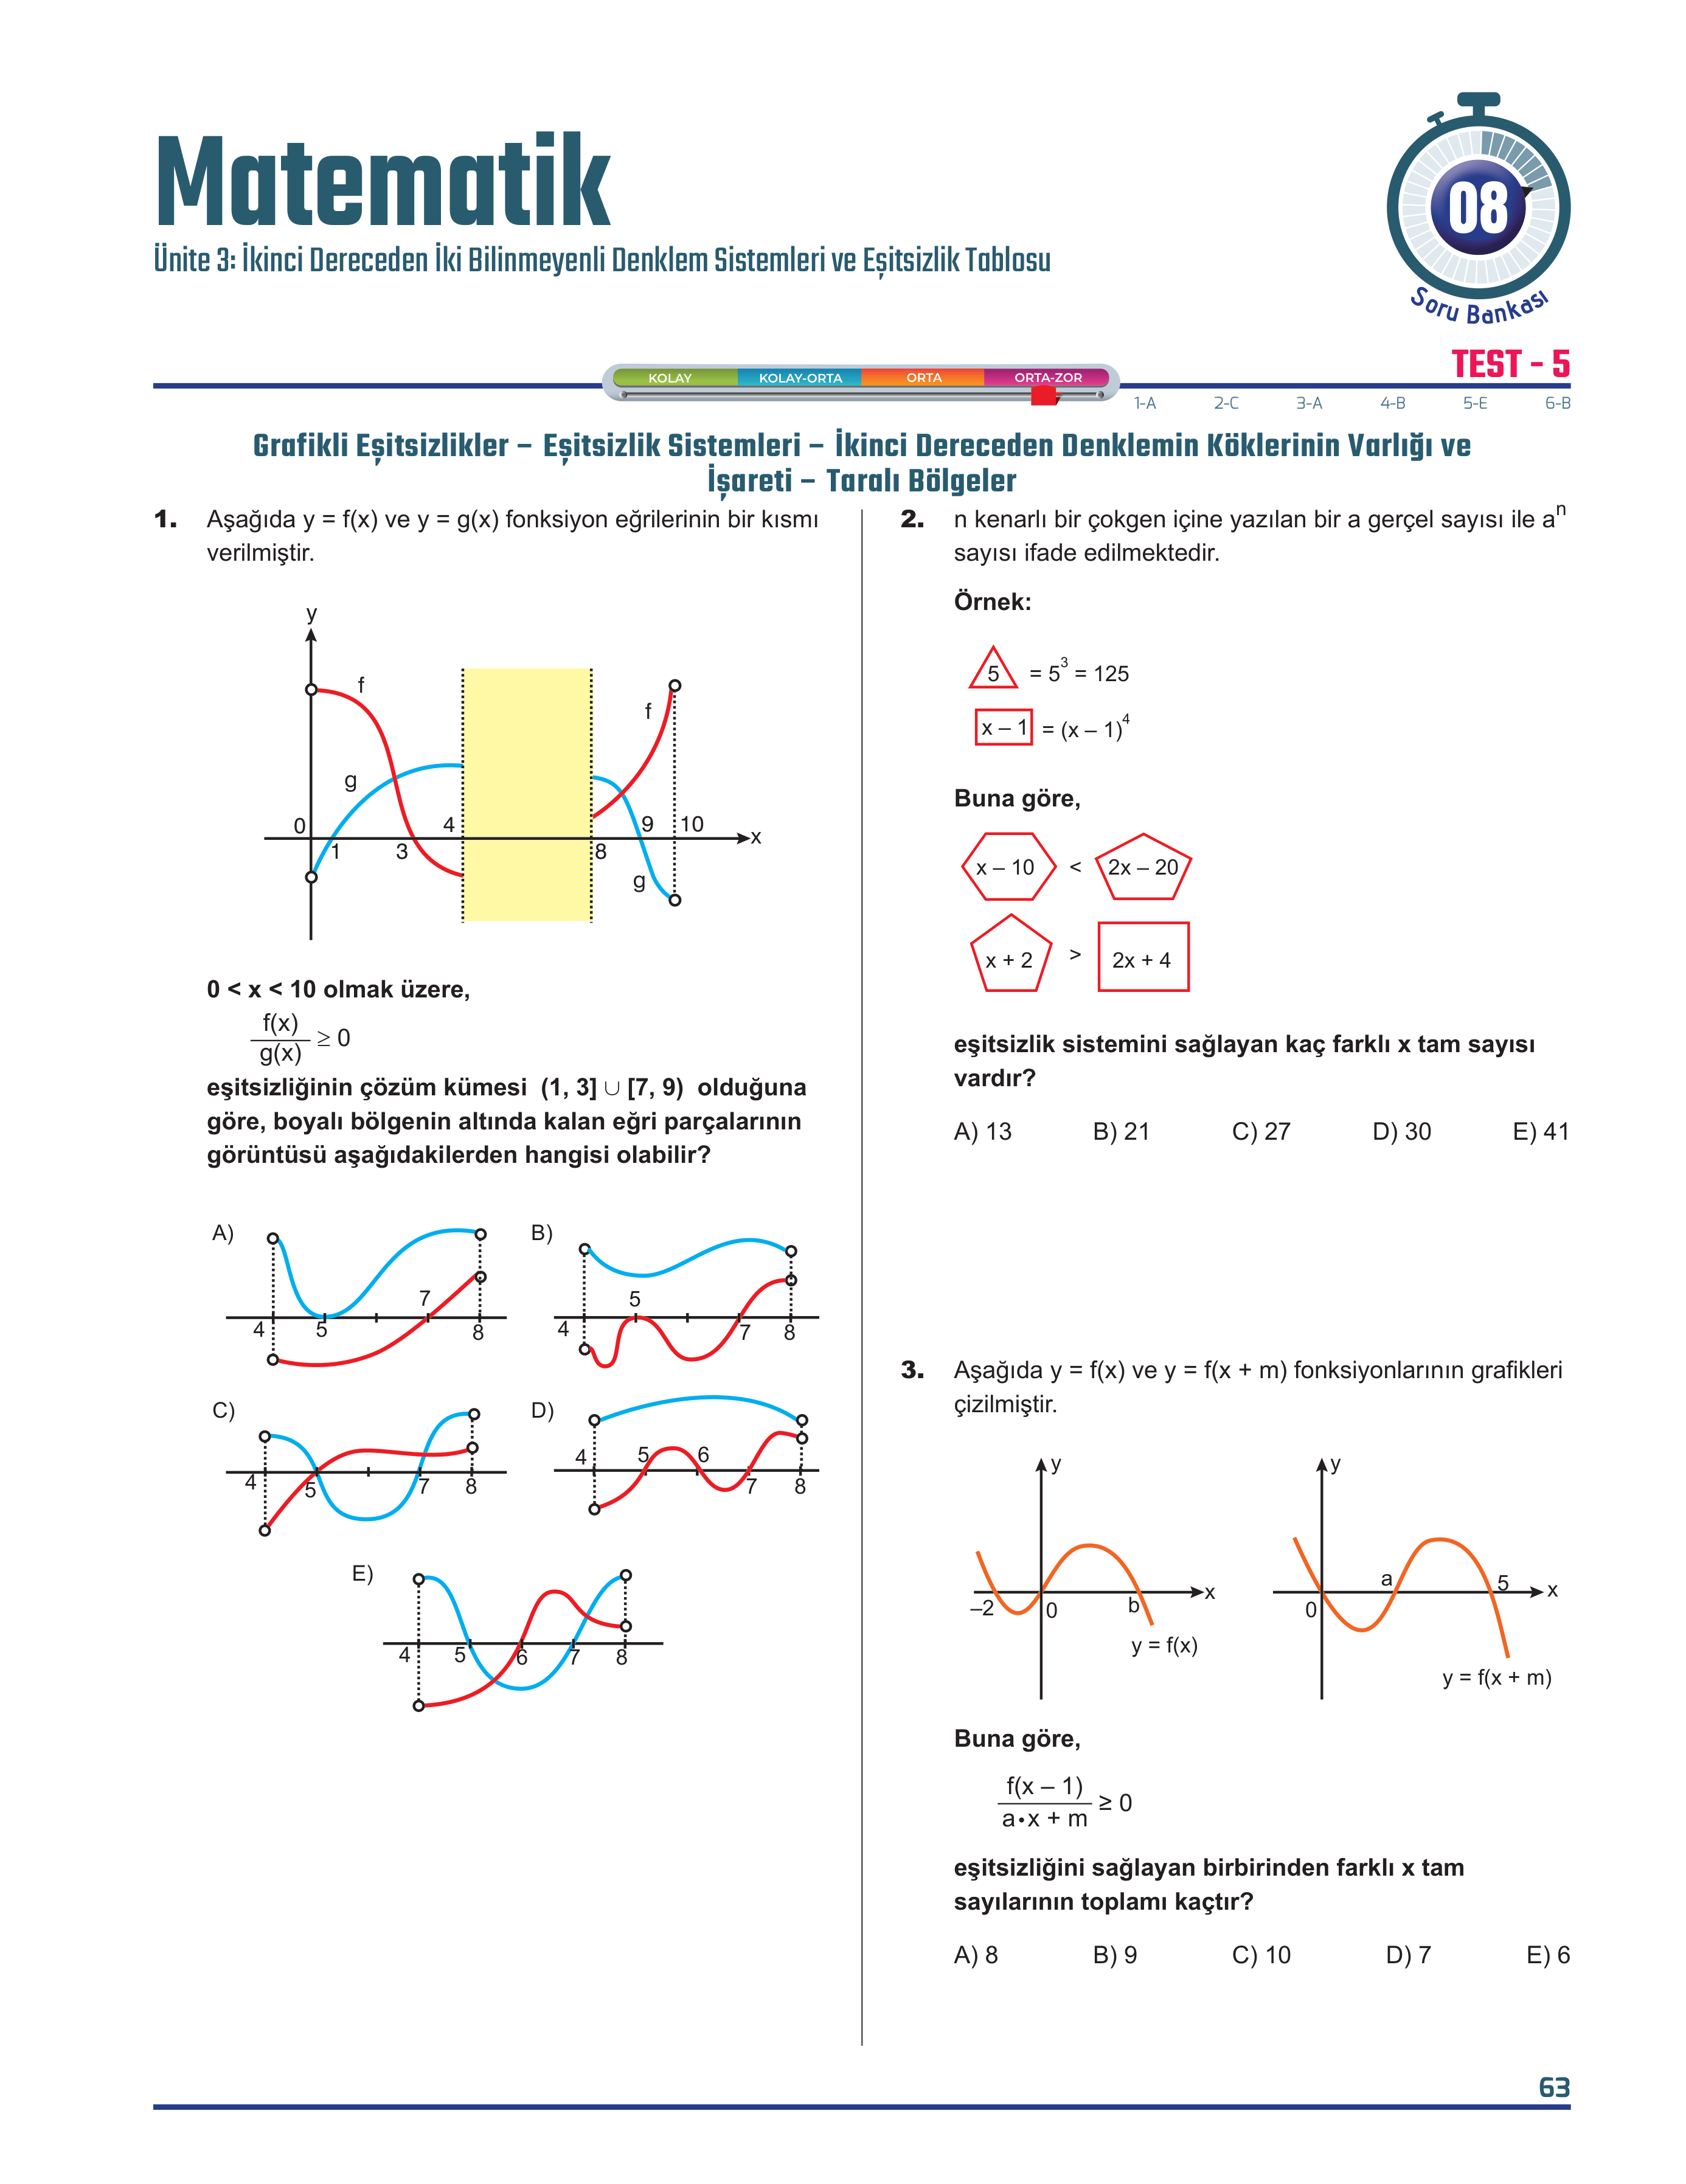 Matematik
Ünite 3: İkinci Dereceden İki Bilinmeyenli Denklem Sistemleri ve Eşitsizlik Tablosu
08
Soru Bankası
TEST - 5
KOLAY KOLAY-ORTA ORTA ORTA-ZOR
1-A 2-C 3-A 4-B 5-E 6-B
Grafikli Eşitsizlikler – Eşitsizlik Sistemleri – İkinci Dereceden Denklemin Köklerinin Varlığı ve
İşareti – Taralı Bölgeler
1. Aşağıda y = f(x) ve y = g(x) fonksiyon eğrilerinin bir kısmı
verilmiştir.
y
f
f
g
0 4 9 10 x
1 3 8
g
0 < x < 10 olmak üzere,
f(x)
g(x) ≥ 0
eşitsizliğinin çözüm kümesi (1, 3] ∪ [7, 9) olduğuna
göre, boyalı bölgenin altında kalan eğri parçalarının
görüntüsü aşağıdakilerden hangisi olabilir?
A) 4 5 7 8
B) 4 5 7 8
C) 4 5 7 8
D) 4 5 6 7 8
E) 4 5 6 7 8
2. n kenarlı bir çokgen içine yazılan bir a gerçel sayısı ile aⁿ
sayısı ifade edilmektedir.
Örnek:
5 = 5³ = 125
x – 1 = (x – 1)⁴
Buna göre,
x – 10 < 2x – 20
x + 2 > 2x + 4
eşitsizlik sistemini sağlayan kaç farklı x tam sayısı
vardır?
A) 13 B) 21 C) 27 D) 30 E) 41
3. Aşağıda y = f(x) ve y = f(x + m) fonksiyonlarının grafikleri
çizilmiştir.
y
–2 0 b x
y = f(x)
y
0 a 5 x
y = f(x + m)
Buna göre,
f(x – 1)
a•x + m ≥ 0
eşitsizliğini sağlayan birbirinden farklı x tam
sayılarının toplamı kaçtır?
A) 8 B) 9 C) 10 D) 7 E) 6
63